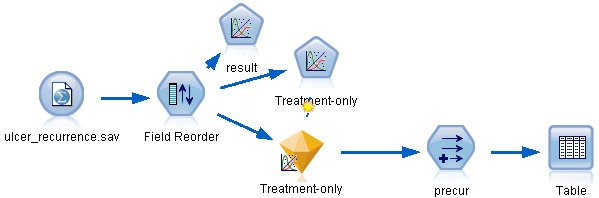 result
Treatment-only
ulcer_recurrence.sav
Field Reorder
Treatment-only
precur
Table